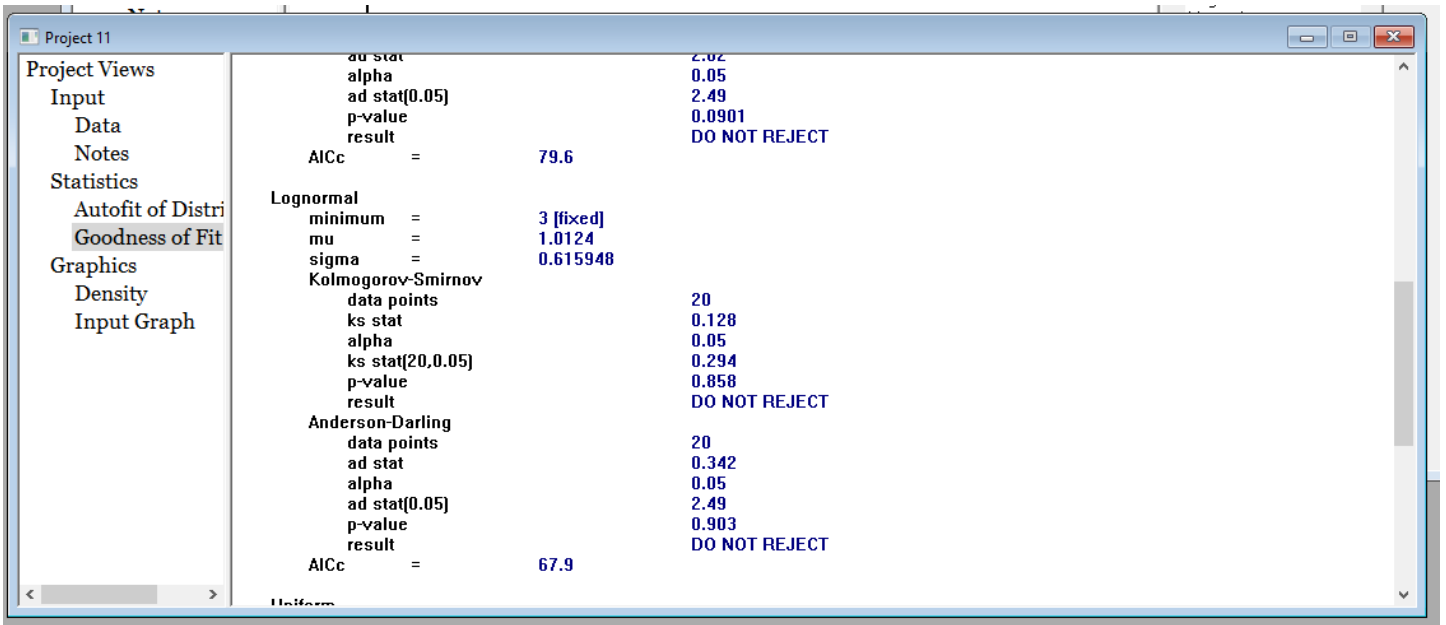 Project 11
Project Views
Input
Data
Notes
Statistics
Autofit of Distri
Goodness of Fit
Graphics
Density
Input Graph
ad stat 2.02
alpha 0.05
ad stat(0.05) 2.49
p-value 0.0901
result DO NOT REJECT
AICc = 79.6
Lognormal
minimum = 3 [fixed]
mu = 1.0124
sigma = 0.615948
Kolmogorov-Smirnov
data points 20
ks stat 0.128
alpha 0.05
ks stat(20,0.05) 0.294
p-value 0.858
result DO NOT REJECT
Anderson-Darling
data points 20
ad stat 0.342
alpha 0.05
ad stat(0.05) 2.49
p-value 0.903
result DO NOT REJECT
AICc = 67.9
Uniform